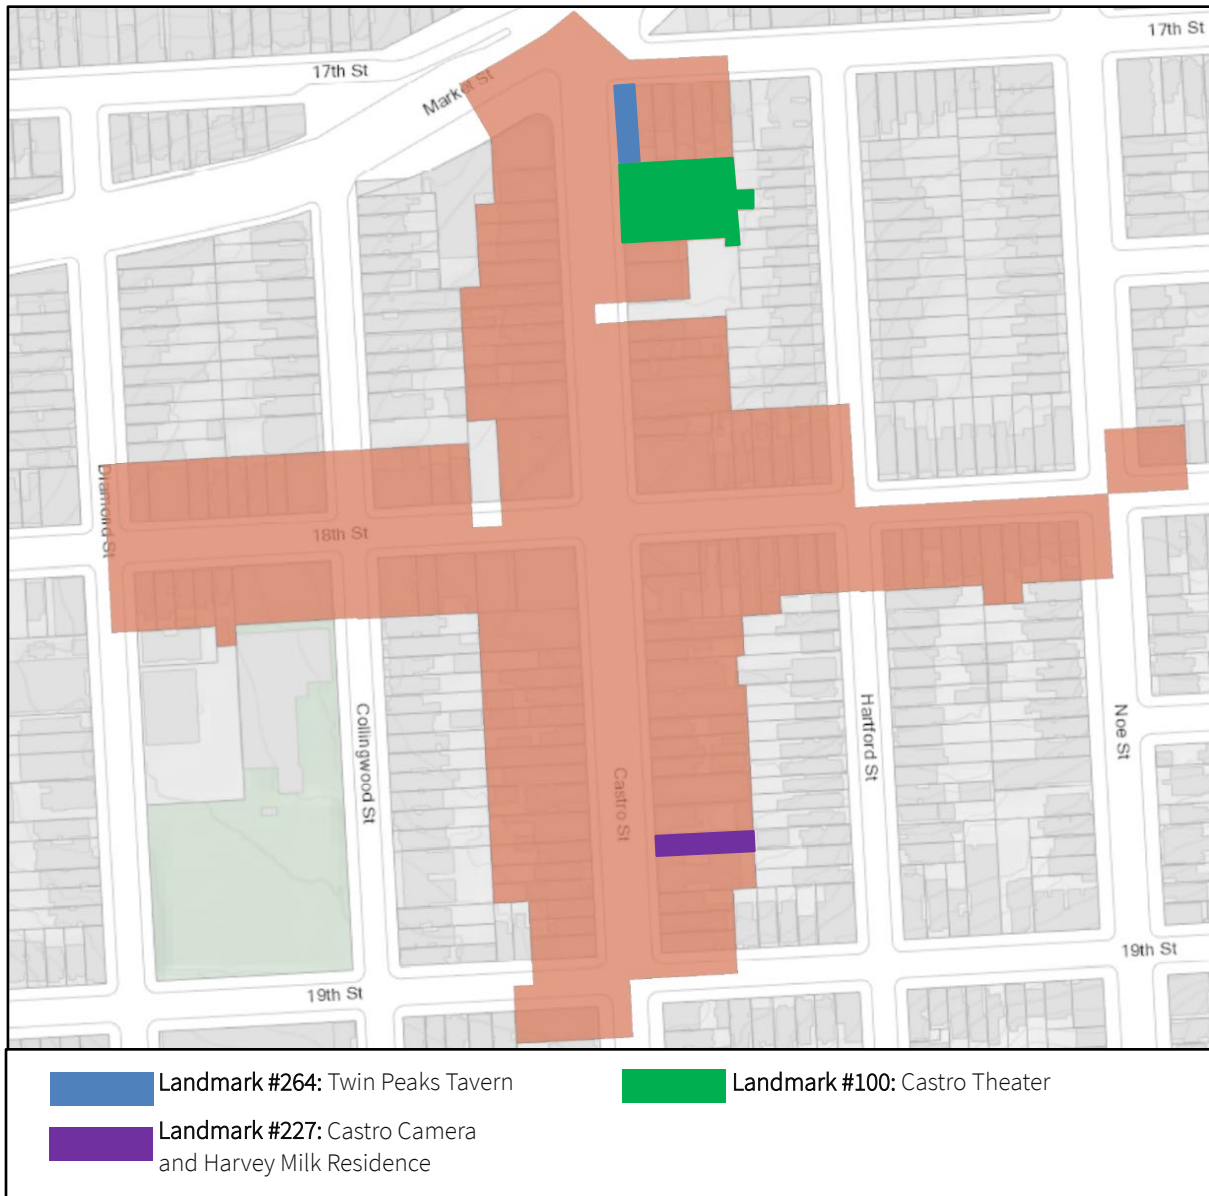 17th St
17th St
Market St
Diamond St
18th St
Collingwood St
Castro St
Hartford St
Noe St
19th St
19th St
Landmark #264: Twin Peaks Tavern
Landmark #100: Castro Theater
Landmark #227: Castro Camera
and Harvey Milk Residence